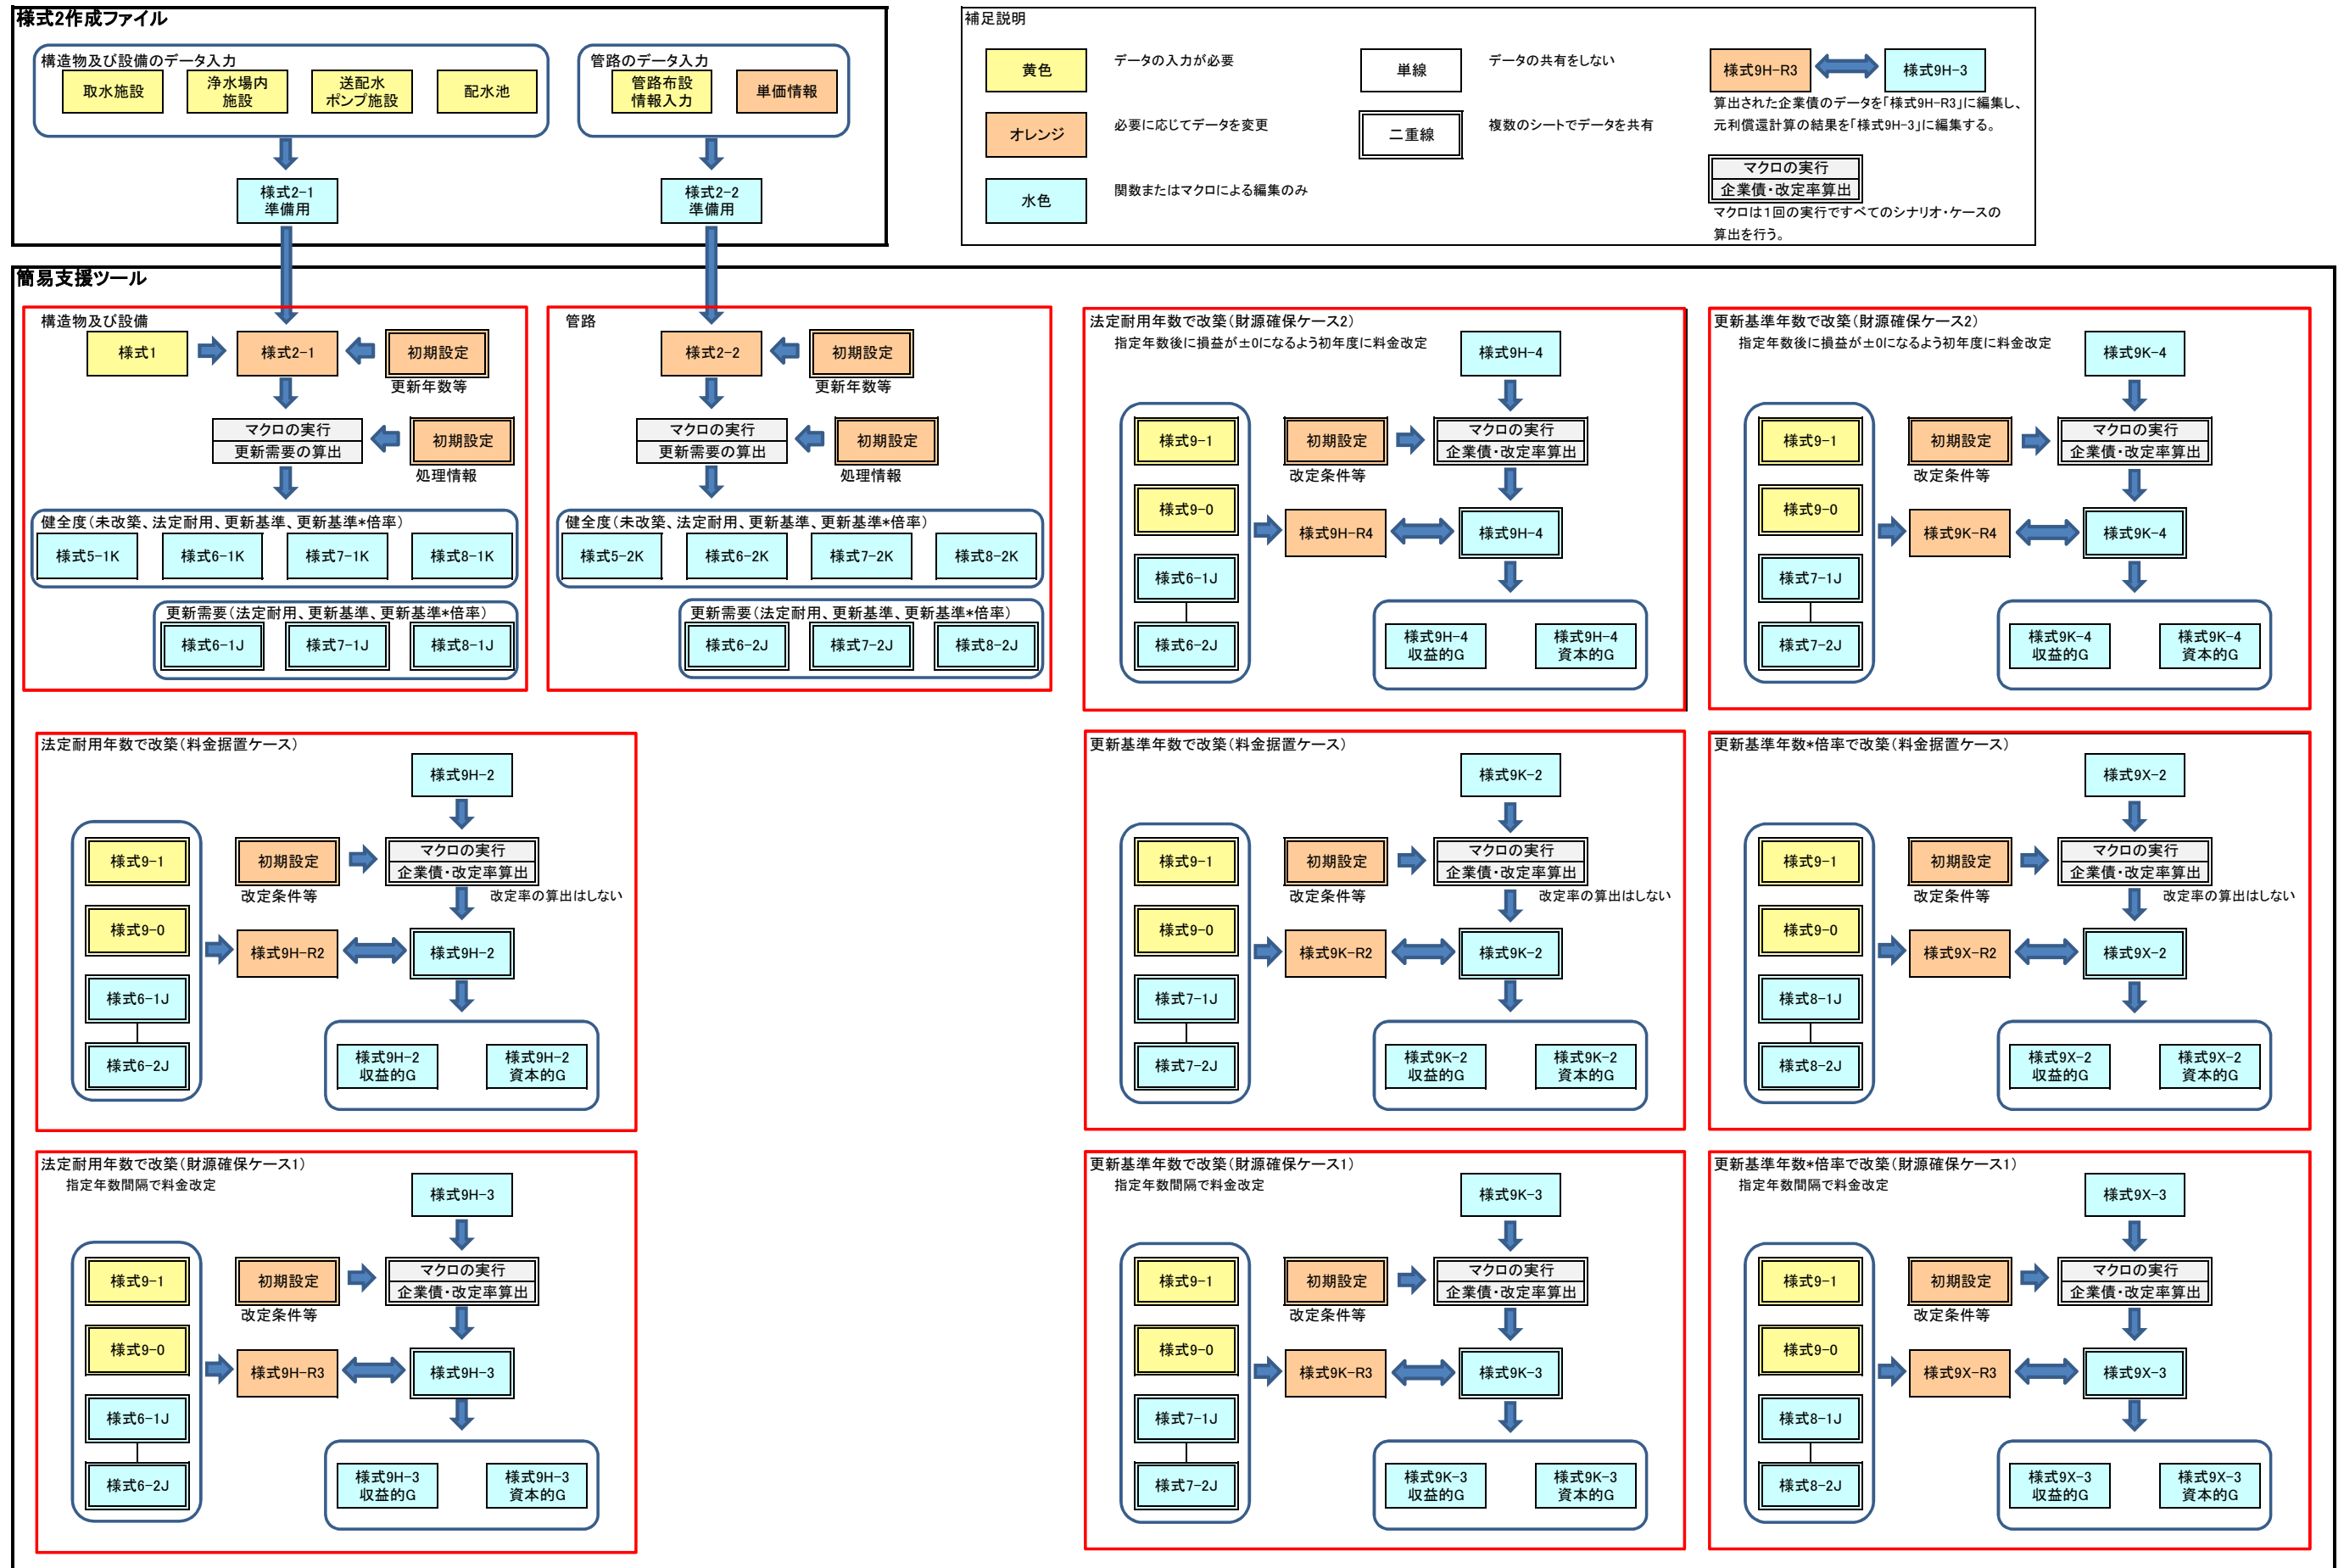 様式2作成ファイル
構造物及び設備のデータ入力
取水施設
浄水場内
施設
送配水
ポンプ施設
配水池
管路のデータ入力
管路布設
情報入力
単価情報
様式2-1
準備用
様式2-2
準備用
補足説明
黄色
データの入力が必要
オレンジ
必要に応じてデータを変更
水色
関数またはマクロによる編集のみ
単線
データの共有をしない
二重線
複数のシートでデータを共有
様式9H-R3
様式9H-3
算出された企業債のデータを「様式9H-R3」に編集し、
元利償還計算の結果を「様式9H-3」に編集する。
マクロの実行
企業債・改定率算出
マクロは1回の実行ですべてのシナリオ・ケースの
算出を行う。
簡易支援ツール
構造物及び設備
様式1
様式2-1
初期設定
更新年数等
マクロの実行
更新需要の算出
初期設定
処理情報
健全度(未改築、法定耐用、更新基準、更新基準*倍率)
様式5-1K
様式6-1K
様式7-1K
様式8-1K
更新需要(法定耐用、更新基準、更新基準*倍率)
様式6-1J
様式7-1J
様式8-1J
管路
様式2-2
初期設定
更新年数等
マクロの実行
更新需要の算出
初期設定
処理情報
健全度(未改築、法定耐用、更新基準、更新基準*倍率)
様式5-2K
様式6-2K
様式7-2K
様式8-2K
更新需要(法定耐用、更新基準、更新基準*倍率)
様式6-2J
様式7-2J
様式8-2J
法定耐用年数で改築(財源確保ケース2)
指定年数後に損益が±0になるよう初年度に料金改定
様式9H-4
様式9-1
初期設定
改定条件等
マクロの実行
企業債・改定率算出
様式9-0
様式9H-R4
様式9H-4
様式6-1J
様式6-2J
様式9H-4
収益的G
様式9H-4
資本的G
更新基準年数で改築(財源確保ケース2)
指定年数後に損益が±0になるよう初年度に料金改定
様式9K-4
様式9-1
初期設定
改定条件等
マクロの実行
企業債・改定率算出
様式9-0
様式9K-R4
様式9K-4
様式7-1J
様式7-2J
様式9K-4
収益的G
様式9K-4
資本的G
法定耐用年数で改築(料金据置ケース)
様式9H-2
様式9-1
初期設定
改定条件等
マクロの実行
企業債・改定率算出
改定率の算出はしない
様式9-0
様式9H-R2
様式9H-2
様式6-1J
様式6-2J
様式9H-2
収益的G
様式9H-2
資本的G
更新基準年数で改築(料金据置ケース)
様式9K-2
様式9-1
初期設定
改定条件等
マクロの実行
企業債・改定率算出
改定率の算出はしない
様式9-0
様式9K-R2
様式9K-2
様式7-1J
様式7-2J
様式9K-2
収益的G
様式9K-2
資本的G
更新基準年数*倍率で改築(料金据置ケース)
様式9X-2
様式9-1
初期設定
改定条件等
マクロの実行
企業債・改定率算出
改定率の算出はしない
様式9-0
様式9X-R2
様式9X-2
様式8-1J
様式8-2J
様式9X-2
収益的G
様式9X-2
資本的G
法定耐用年数で改築(財源確保ケース1)
指定年数間隔で料金改定
様式9H-3
様式9-1
初期設定
改定条件等
マクロの実行
企業債・改定率算出
様式9-0
様式9H-R3
様式9H-3
様式6-1J
様式6-2J
様式9H-3
収益的G
様式9H-3
資本的G
更新基準年数で改築(財源確保ケース1)
指定年数間隔で料金改定
様式9K-3
様式9-1
初期設定
改定条件等
マクロの実行
企業債・改定率算出
様式9-0
様式9K-R3
様式9K-3
様式7-1J
様式7-2J
様式9K-3
収益的G
様式9K-3
資本的G
更新基準年数*倍率で改築(財源確保ケース1)
指定年数間隔で料金改定
様式9X-3
様式9-1
初期設定
改定条件等
マクロの実行
企業債・改定率算出
様式9-0
様式9X-R3
様式9X-3
様式8-1J
様式8-2J
様式9X-3
収益的G
様式9X-3
資本的G